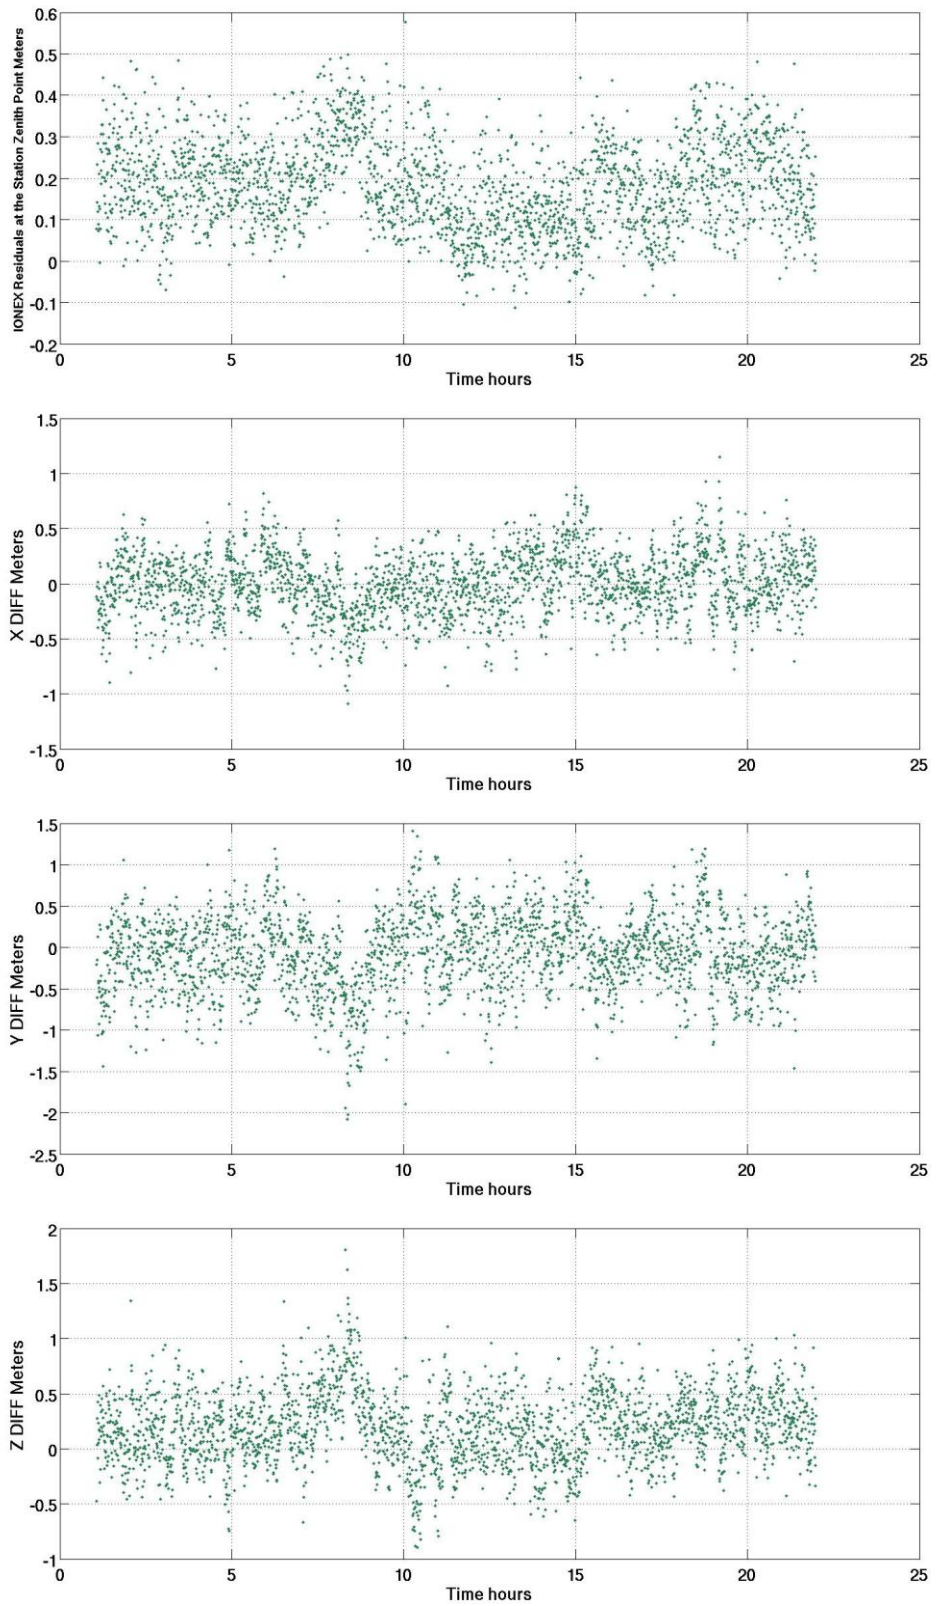 IONEX Residuals at the Station Zenith Point Meters
0.6
0.5
0.4
0.3
0.2
0.1
0
-0.1
-0.2
0 5 10 15 20 25
Time hours
X DIFF Meters
1.5
1
0.5
0
-0.5
-1
-1.5
0 5 10 15 20 25
Time hours
Y DIFF Meters
1.5
1
0.5
0
-0.5
-1
-1.5
-2
-2.5
0 5 10 15 20 25
Time hours
Z DIFF Meters
2
1.5
1
0.5
0
-0.5
-1
0 5 10 15 20 25
Time hours